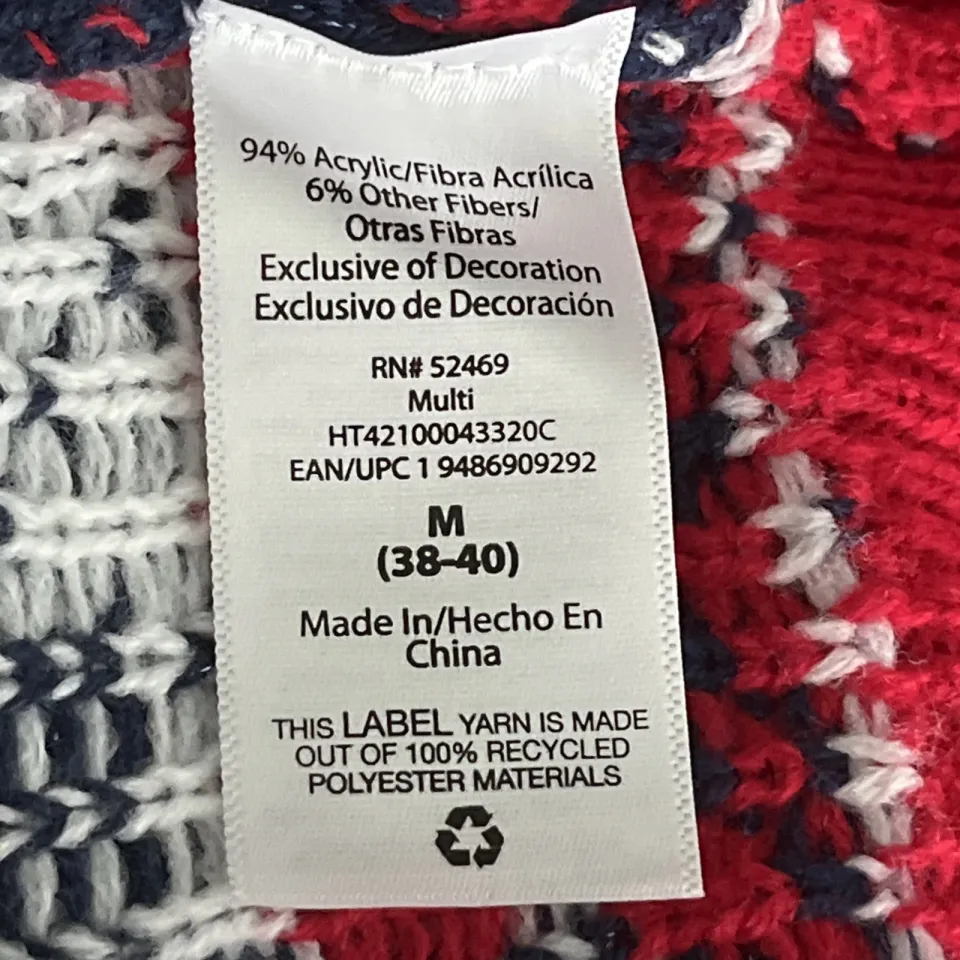 94% Acrylic/Fibra Acrílica
6% Other Fibers/
Otras Fibras
Exclusive of Decoration
Exclusivo de Decoración
RN# 52469
Multi
HT42100043320C
EAN/UPC 1 9486909292
M
(38-40)
Made In/Hecho En
China
THIS LABEL YARN IS MADE
OUT OF 100% RECYCLED
POLYESTER MATERIALS